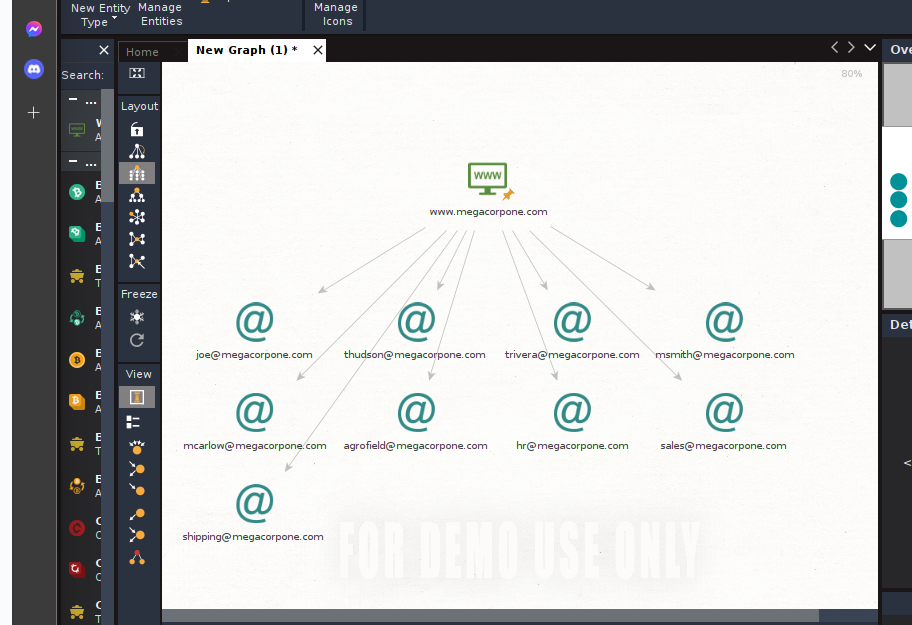 New Entity
Type
Manage
Entities
Manage
Icons
Home
New Graph (1) *
Ove
Search:
80%
...
Layout
WWW
www.megacorpone.com
...
Freeze
joe@megacorpone.com
thudson@megacorpone.com
trivera@megacorpone.com
msmith@megacorpone.com
Det
View
mcarlow@megacorpone.com
agrofield@megacorpone.com
hr@megacorpone.com
sales@megacorpone.com
shipping@megacorpone.com
FOR DEMO USE ONLY